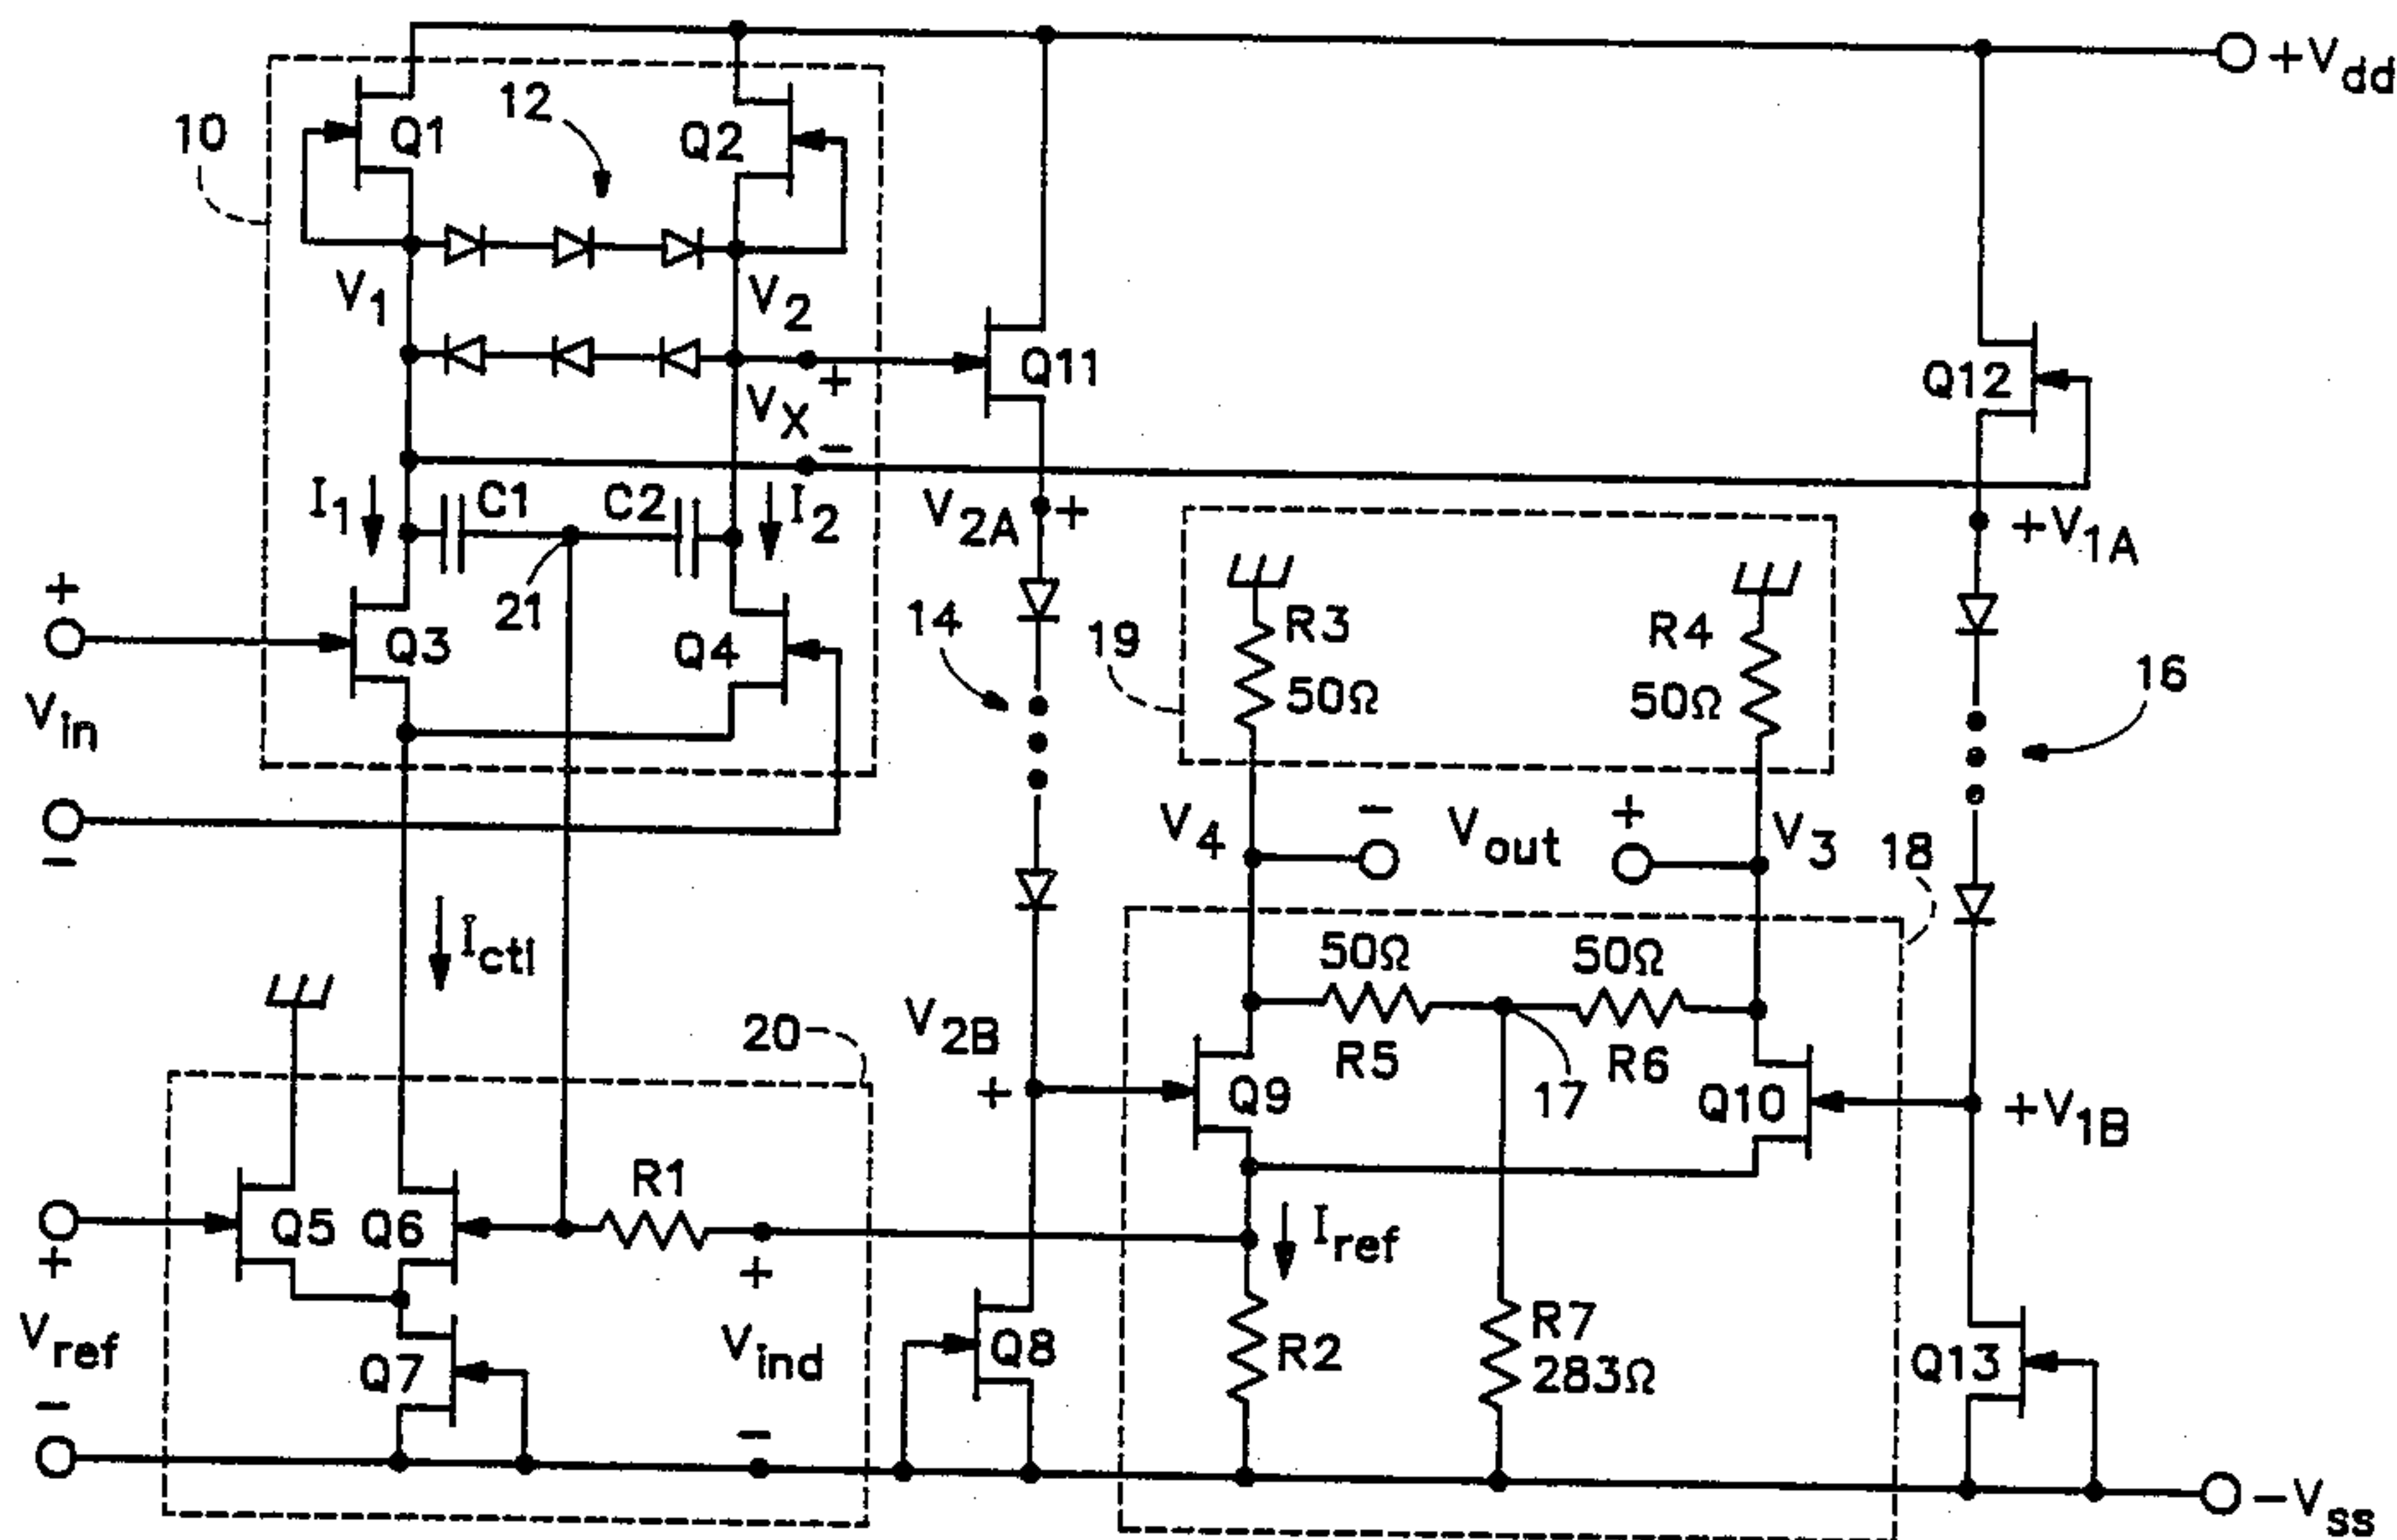 +Vdd
10
Q1
12
Q2
V1
V2
Q11
Q12
VX
+
-
I1
C1
C2
I2
V2A
+
+V1A
+
21
Q3
Q4
14
19
R3
50Ω
R4
50Ω
16
Vin
-
V4
-
Vout
+
V3
18
Ictl
50Ω
50Ω
20
V2B
+
R5
R6
Q9
17
Q10
+V1B
R1
Q5
Q6
+
+
Iref
Vref
Q7
Vind
Q8
R2
R7
283Ω
Q13
-
-
-Vss